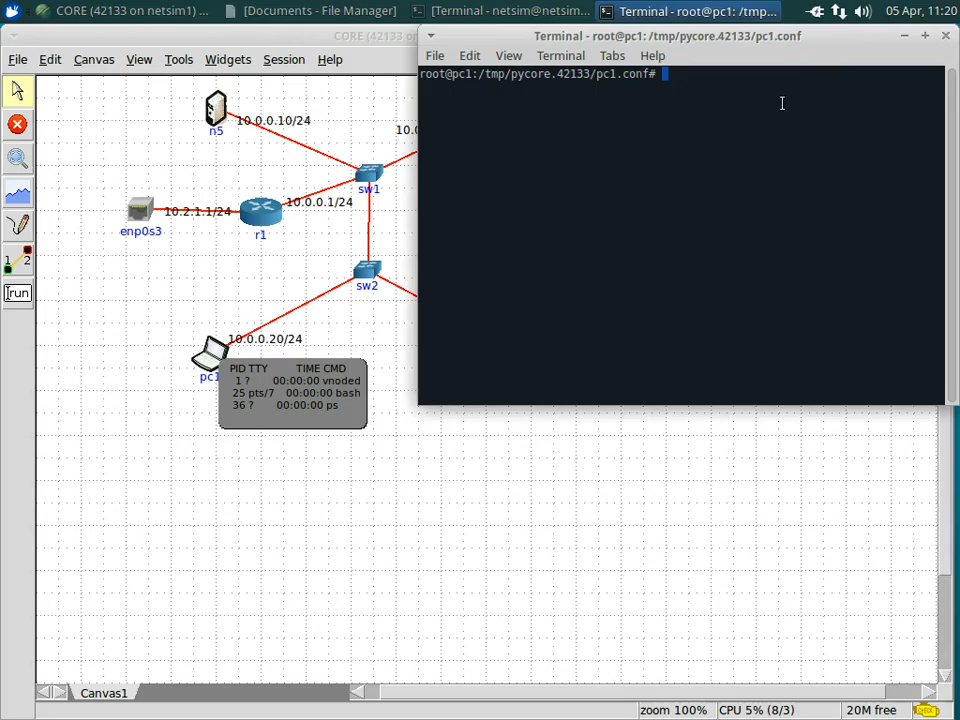 CORE (42133 on netsim1) ...
[Documents - File Manager]
[Terminal - netsim@netsim...
Terminal - root@pc1: /tmp...
05 Apr, 11:20
CORE (42133 on
Terminal - root@pc1: /tmp/pycore.42133/pc1.conf
File Edit Canvas View Tools Widgets Session Help
File Edit View Terminal Tabs Help
root@pc1:/tmp/pycore.42133/pc1.conf#
10.0.0.10/24
n5
10.0
sw1
10.2.1.1/24
10.0.0.1/24
enp0s3
r1
1 2
sw2
run
10.0.0.20/24
pc1
PID TTY TIME CMD
1 ? 00:00:00 vnoded
25 pts/7 00:00:00 bash
36 ? 00:00:00 ps
Canvas1
zoom 100%
CPU 5% (8/3)
20M free
CHECK